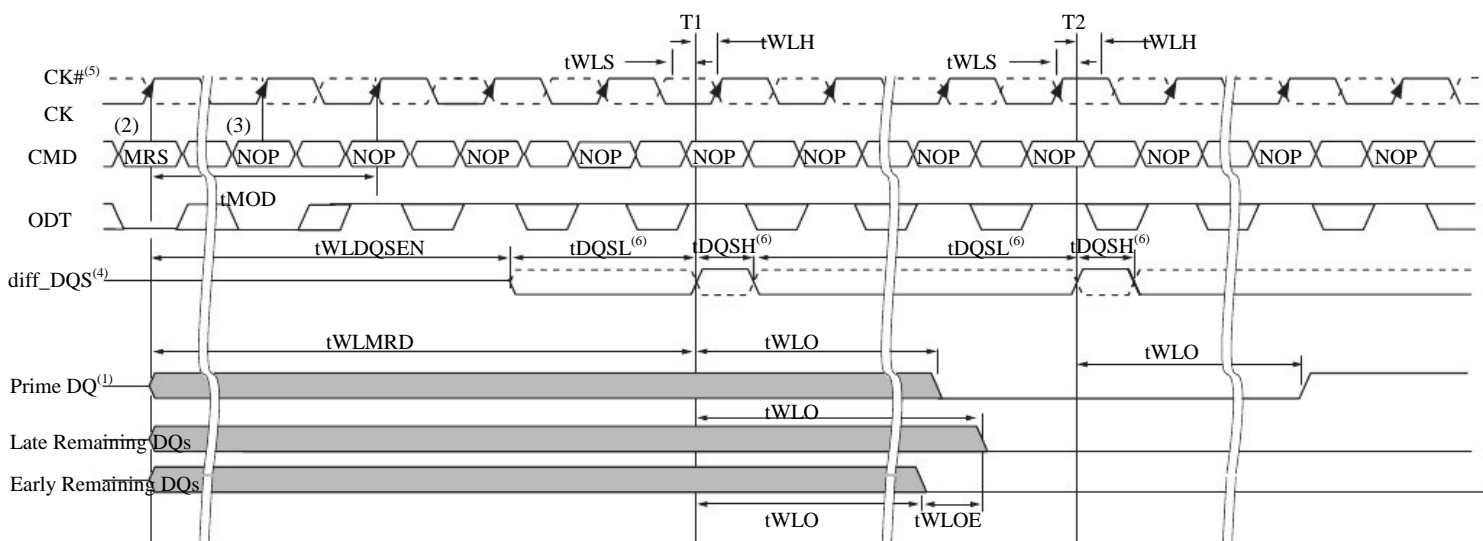 T1 T2
tWLH tWLH
tWLS tWLS
CK#(5)
CK
(2) (3)
CMD MRS NOP NOP NOP NOP NOP NOP NOP NOP NOP NOP NOP
tMOD
ODT
tWLDQSEN tDQSL(6) tDQSH(6) tDQSL(6) tDQSH(6)
diff_DQS(4)
tWLMRD tWLO tWLO
Prime DQ(1)
tWLO
Late Remaining DQs
Early Remaining DQs
tWLO tWLOE